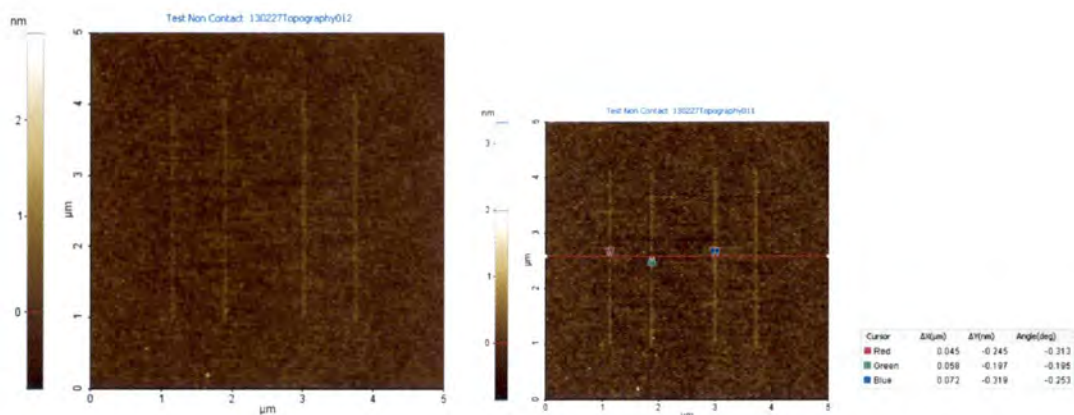 nm
Test Non Contact 130227Topography012
5
4
3
2
1
0
µm
0 1 2 3 4 5
µm
2
1
0
nm
Test Non Contact 130227Topography011
5
4
3
2
1
0
µm
0 1 2 3 4 5
µm
3
2
1
0
Cursor ΔX(µm) ΔY(nm) Angle(deg)
Red 0.045 -0.245 -0.313
Green 0.058 -0.197 -0.195
Blue 0.072 -0.319 -0.253